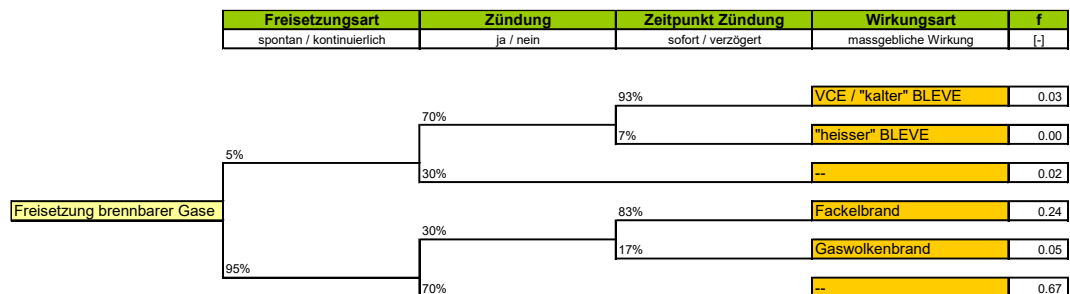 Freisetzungsart Zündung Zeitpunkt Zündung Wirkungsart f
spontan / kontinuierlich ja / nein sofort / verzögert massgebliche Wirkung [-]
93% VCE / "kalter" BLEVE 0.03
70%
7% "heisser" BLEVE 0.00
5%
30% -- 0.02
Freisetzung brennbarer Gase 83% Fackelbrand 0.24
30%
17% Gaswolkenbrand 0.05
95%
70% -- 0.67